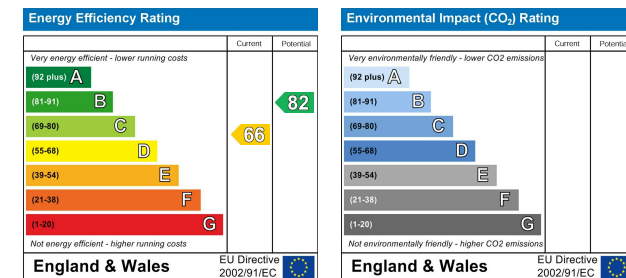 Energy Efficiency Rating
Current Potential
Very energy efficient - lower running costs
(92 plus) A
(81-91) B
82
(69-80) C
66
(55-68) D
(39-54) E
(21-38) F
(1-20) G
Not energy efficient - higher running costs
England & Wales
EU Directive
2002/91/EC
Environmental Impact (CO₂) Rating
Current Potential
Very environmentally friendly - lower CO2 emissions
(92 plus) A
(81-91) B
(69-80) C
(55-68) D
(39-54) E
(21-38) F
(1-20) G
Not environmentally friendly - higher CO2 emissions
England & Wales
EU Directive
2002/91/EC